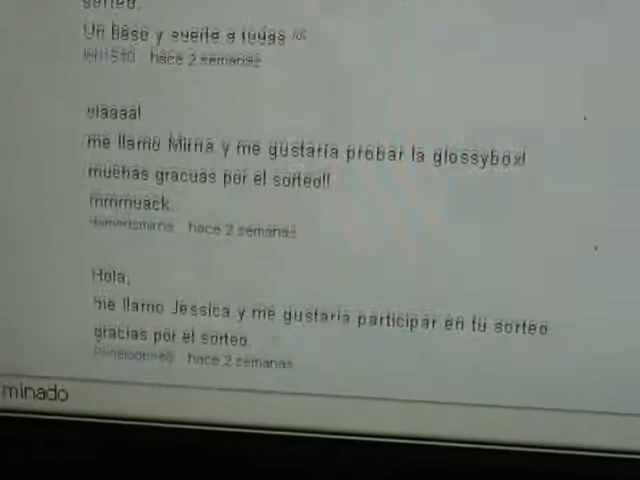 sorteo.
Un beso y suerte a todas
hace 2 semanas
olaaaa!
me llamo Mirna y me gustaría probar la glossybox!
muchas gracuas por el sorteo!!
mmmuack.
hace 2 semanas
Hola,
me llamo Jessica y me gustaria participar en tu sorteo
gracias por el sorteo.
hace 2 semanas
minado